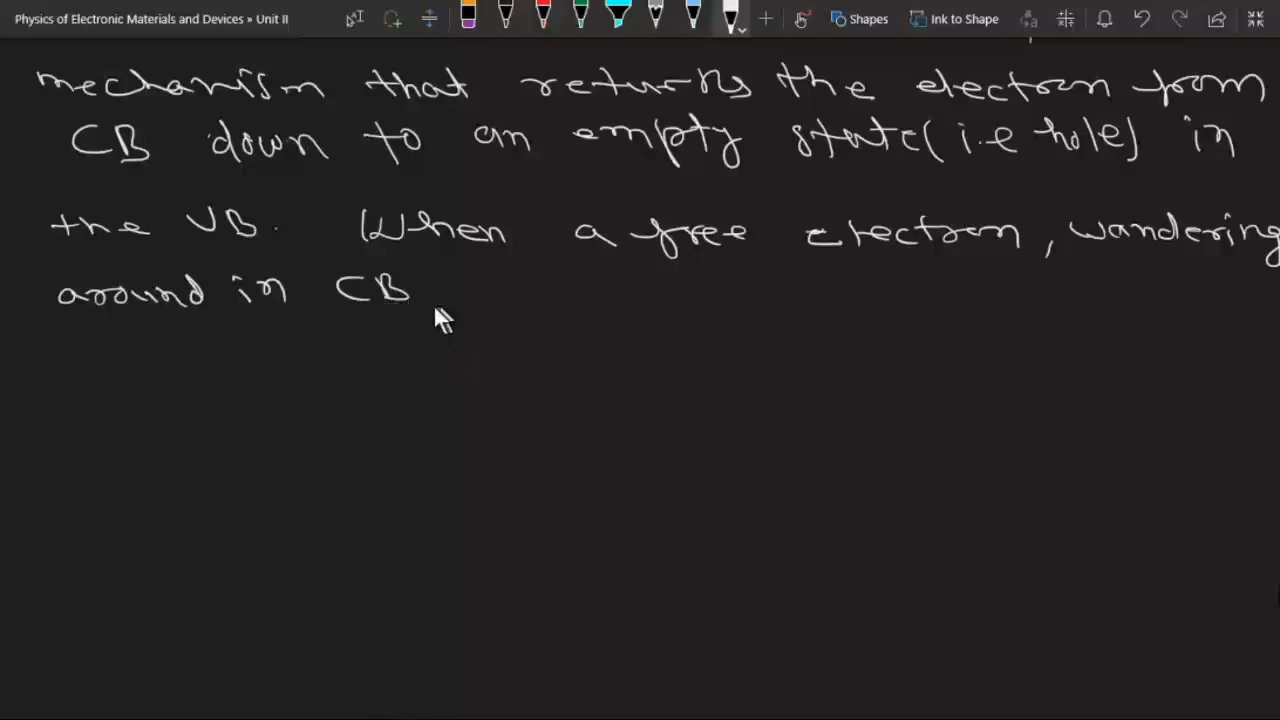 Physics of Electronic Materials and Devices » Unit II
Shapes
Ink to Shape
mechanism that returns the electron from
CB down to an empty state (i.e hole) in
the VB. When a free electron, wandering
around in CB